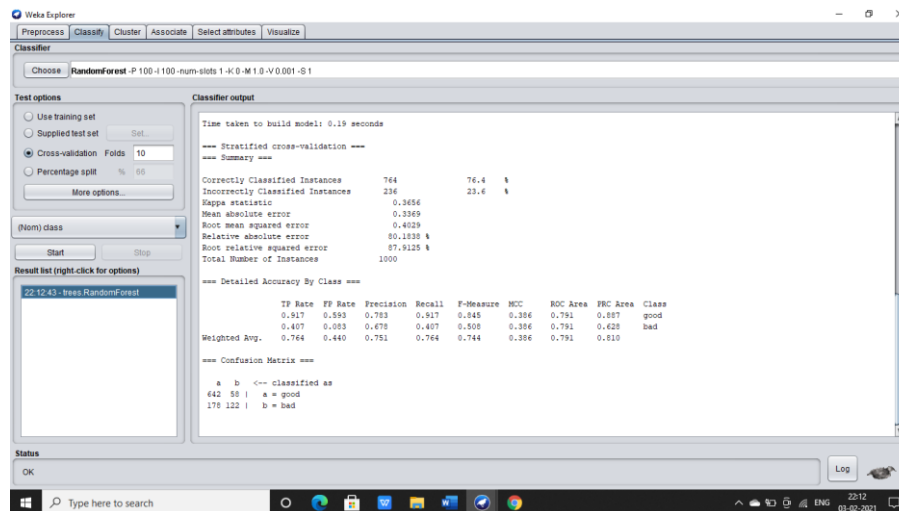 Weka Explorer
Preprocess Classify Cluster Associate Select attributes Visualize
Classifier
Choose RandomForest -P 100 -I 100 -num-slots 1 -K 0 -M 1.0 -V 0.001 -S 1
Test options
Use training set
Supplied test set Set...
Cross-validation Folds 10
Percentage split % 66
More options...
(Nom) class
Start Stop
Result list (right-click for options)
22:12:43 - trees.RandomForest
Classifier output
Time taken to build model: 0.19 seconds
=== Stratified cross-validation ===
=== Summary ===
Correctly Classified Instances 764 76.4 %
Incorrectly Classified Instances 236 23.6 %
Kappa statistic 0.3656
Mean absolute error 0.3369
Root mean squared error 0.4029
Relative absolute error 80.1838 %
Root relative squared error 87.9125 %
Total Number of Instances 1000
=== Detailed Accuracy By Class ===
TP Rate FP Rate Precision Recall F-Measure MCC ROC Area PRC Area Class
0.917 0.593 0.783 0.917 0.845 0.386 0.791 0.887 good
0.407 0.083 0.678 0.407 0.508 0.386 0.791 0.628 bad
Weighted Avg. 0.764 0.440 0.751 0.764 0.744 0.386 0.791 0.810
=== Confusion Matrix ===
a b <-- classified as
642 58 | a = good
178 122 | b = bad
Status
OK
Log
Type here to search
ENG
22:12
03-02-2021